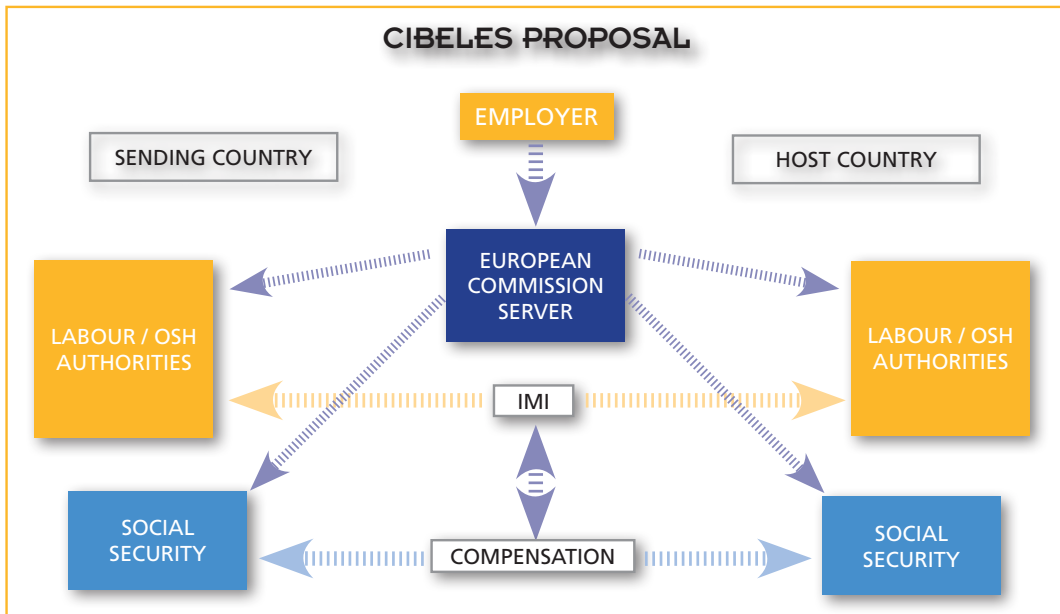 CIBELES PROPOSAL
EMPLOYER
SENDING COUNTRY
HOST COUNTRY
EUROPEAN
COMMISSION
SERVER
LABOUR / OSH
AUTHORITIES
LABOUR / OSH
AUTHORITIES
IMI
SOCIAL
SECURITY
COMPENSATION
SOCIAL
SECURITY